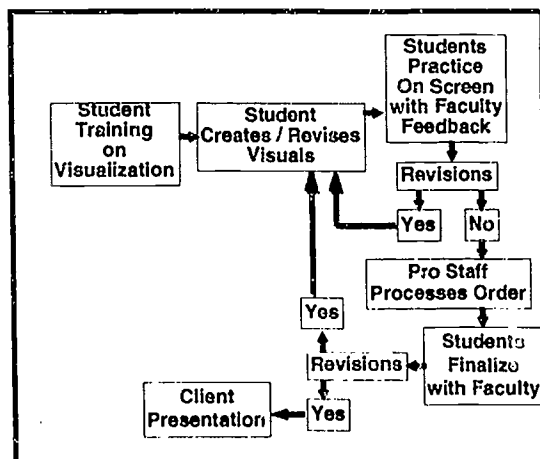 Student
Training
on
Visualization
Student
Creates / Revises
Visuals
Students
Practice
On Screen
with Faculty
Feedback
Revisions
Yes
No
Pro Staff
Processes Order
Students
Finalize
with Faculty
Revisions
Yes
Yes
Client
Presentation